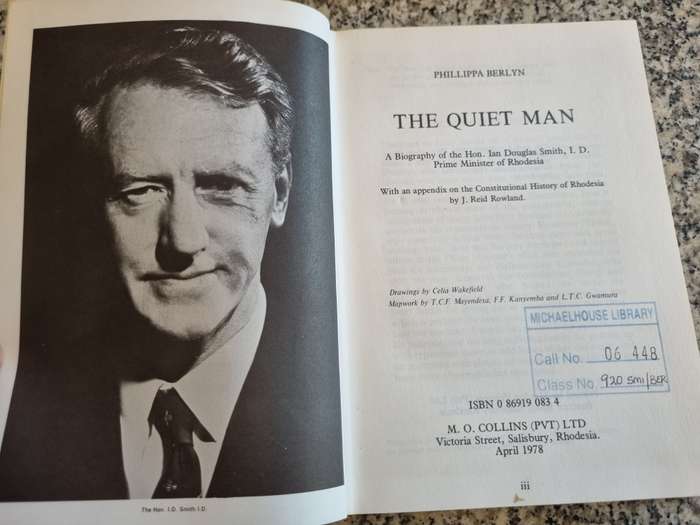 The Hon. I.D. Smith I.D.
PHILLIPPA BERLYN
THE QUIET MAN
A Biography of the Hon. Ian Douglas Smith, I. D.
Prime Minister of Rhodesia
With an appendix on the Constitutional History of Rhodesia
by J. Reid Rowland.
Drawings by Celia Wakefield
Mapwork by T.C.F. Mayendesa, F.F. Kanyemba and L.T.C. Gwamura
MICHAELHOUSE LIBRARY
Call No. 06 448
Class No. 920 SMI/BER
ISBN 0 86919 083 4
M. O. COLLINS (PVT) LTD
Victoria Street, Salisbury, Rhodesia.
April 1978
iii